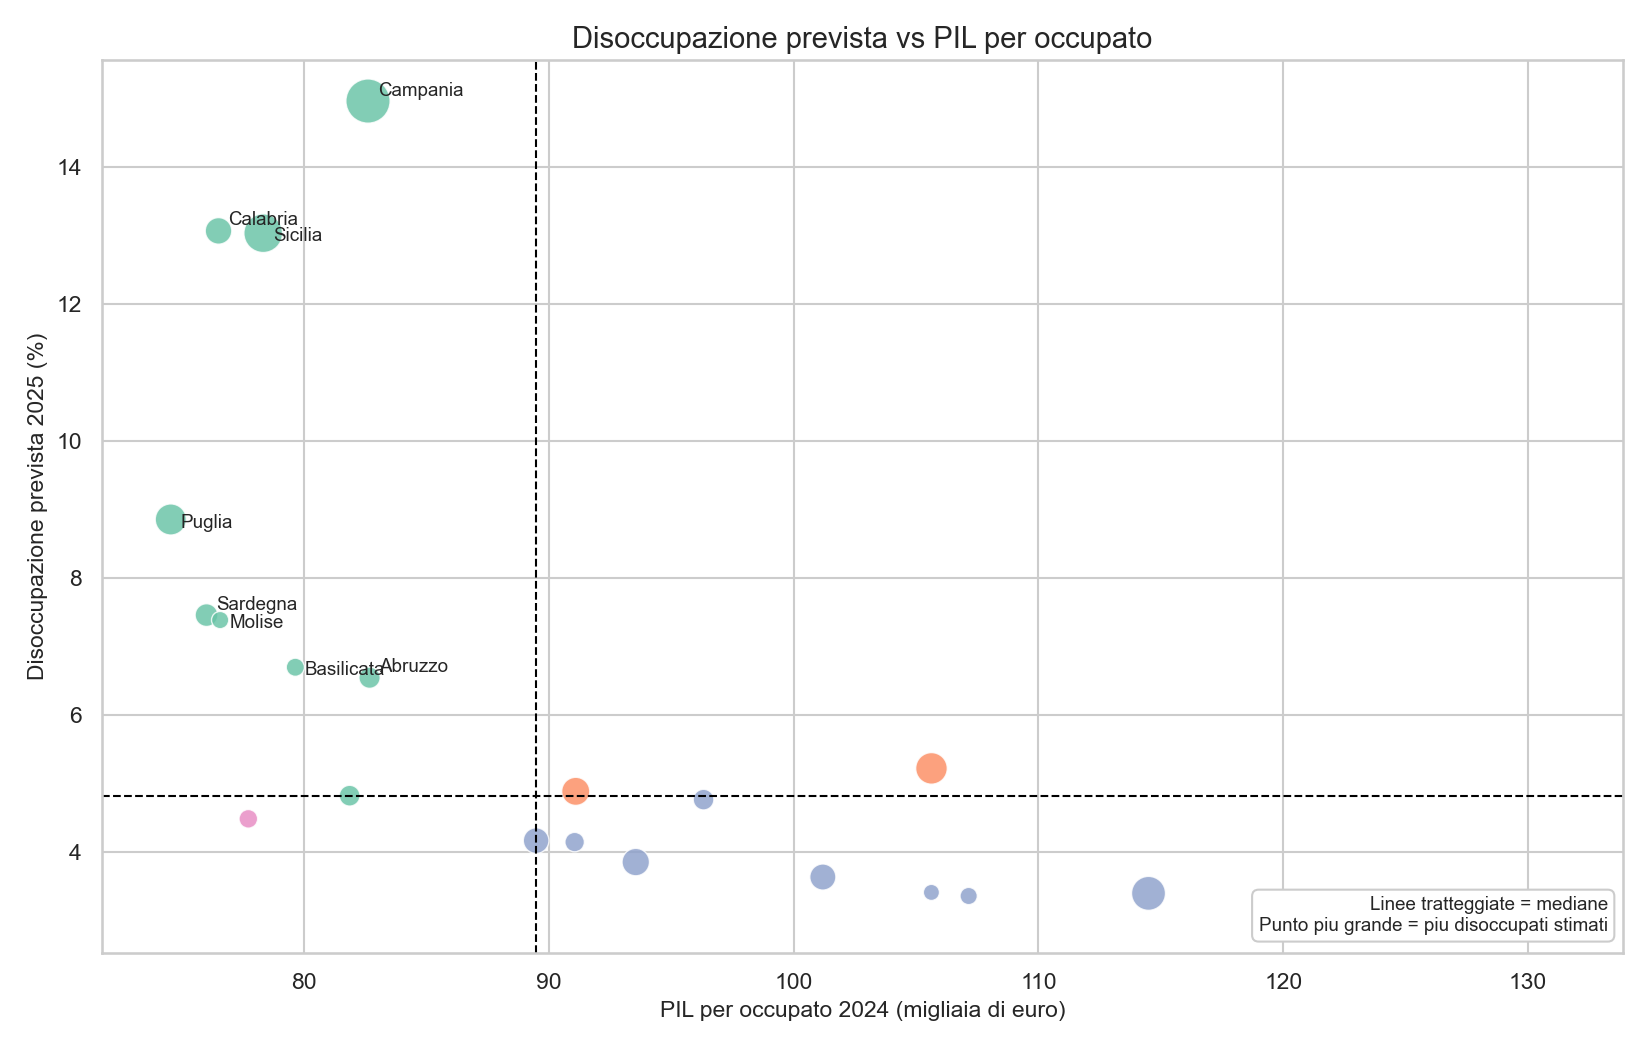 Disoccupazione prevista vs PIL per occupato
Campania
Calabria
Sicilia
Puglia
Sardegna
Molise
Basilicata
Abruzzo
14
12
10
8
6
4
Disoccupazione prevista 2025 (%)
Linee tratteggiate = mediane
Punto piu grande = piu disoccupati stimati
80
90
100
110
120
130
PIL per occupato 2024 (migliaia di euro)